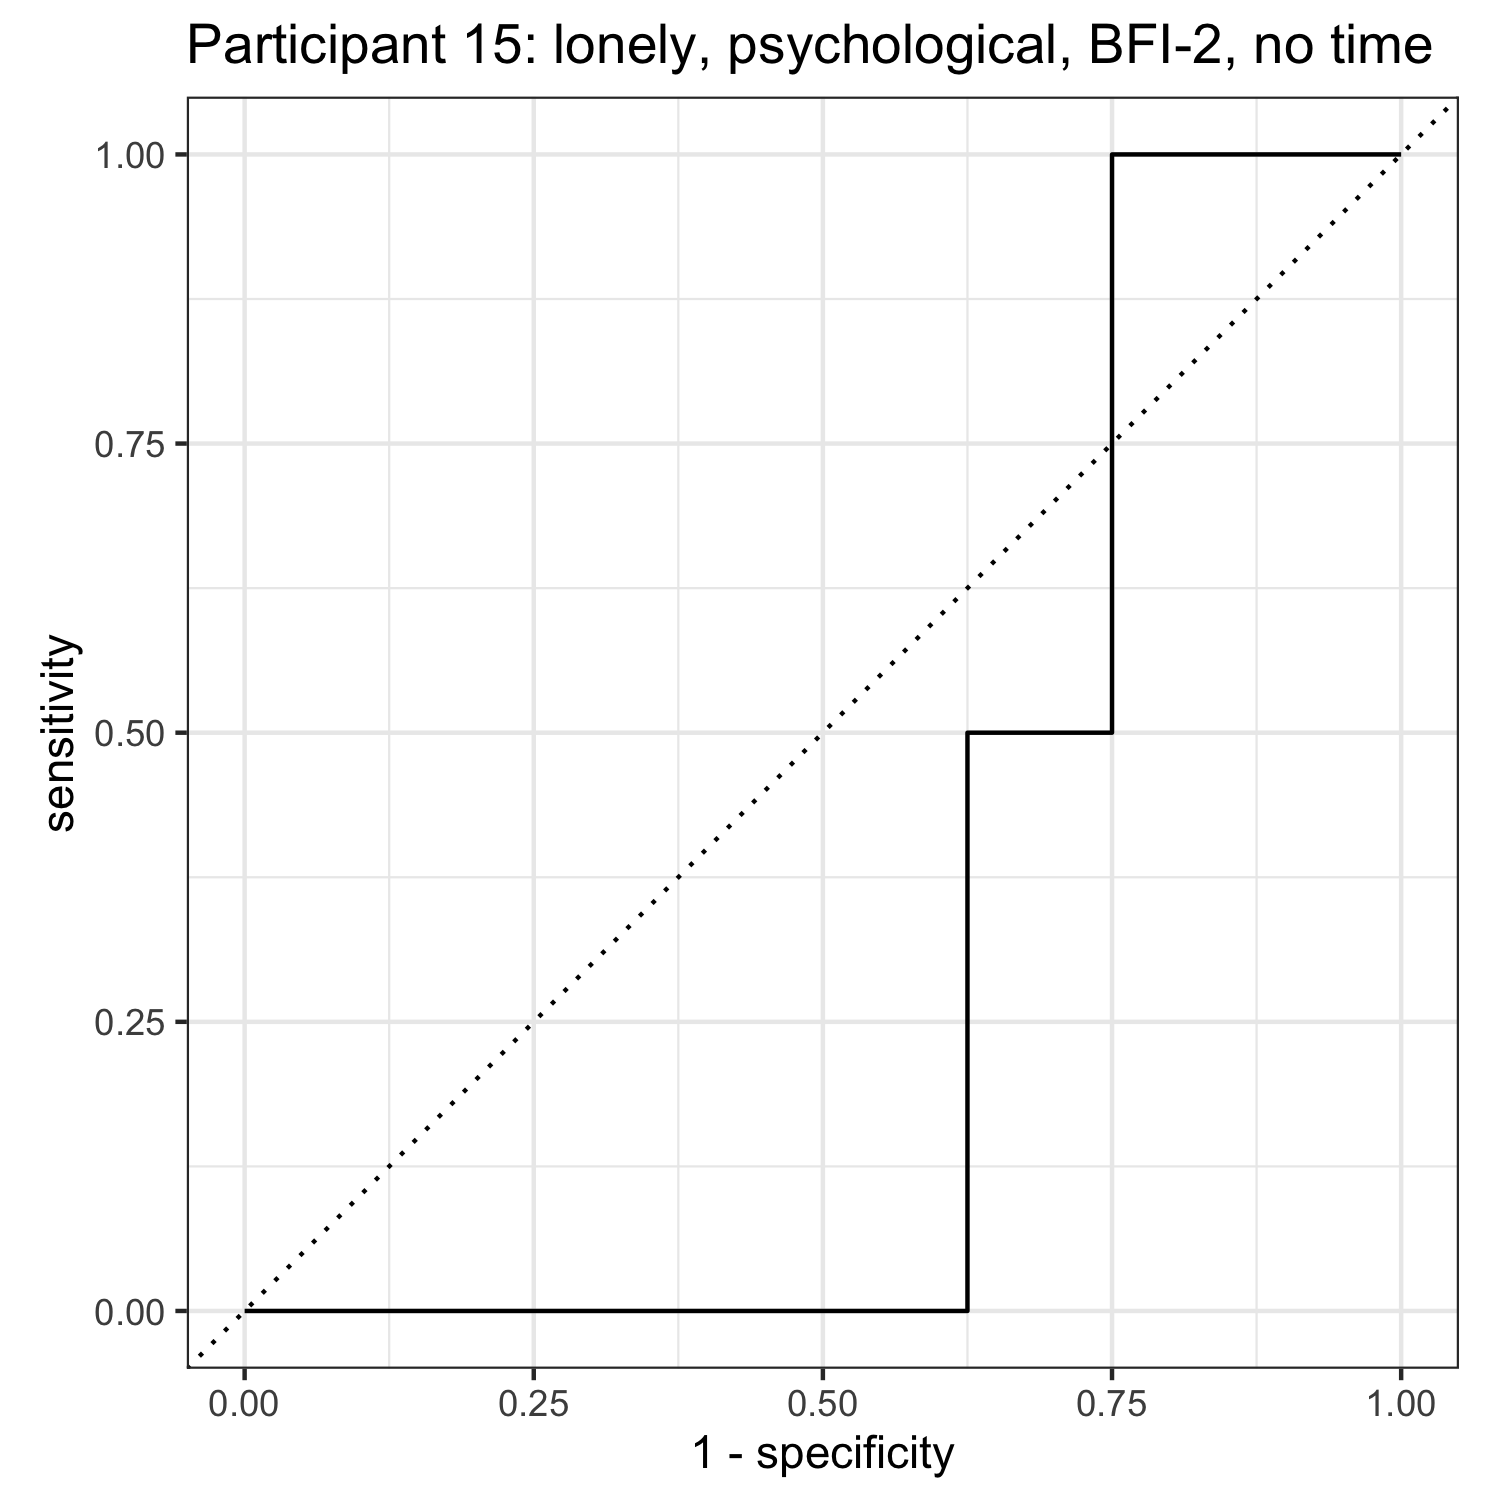 Participant 15: lonely, psychological, BFI-2, no time
1.00
0.75
0.50
0.25
0.00
sensitivity
0.00 0.25 0.50 0.75 1.00
1 - specificity